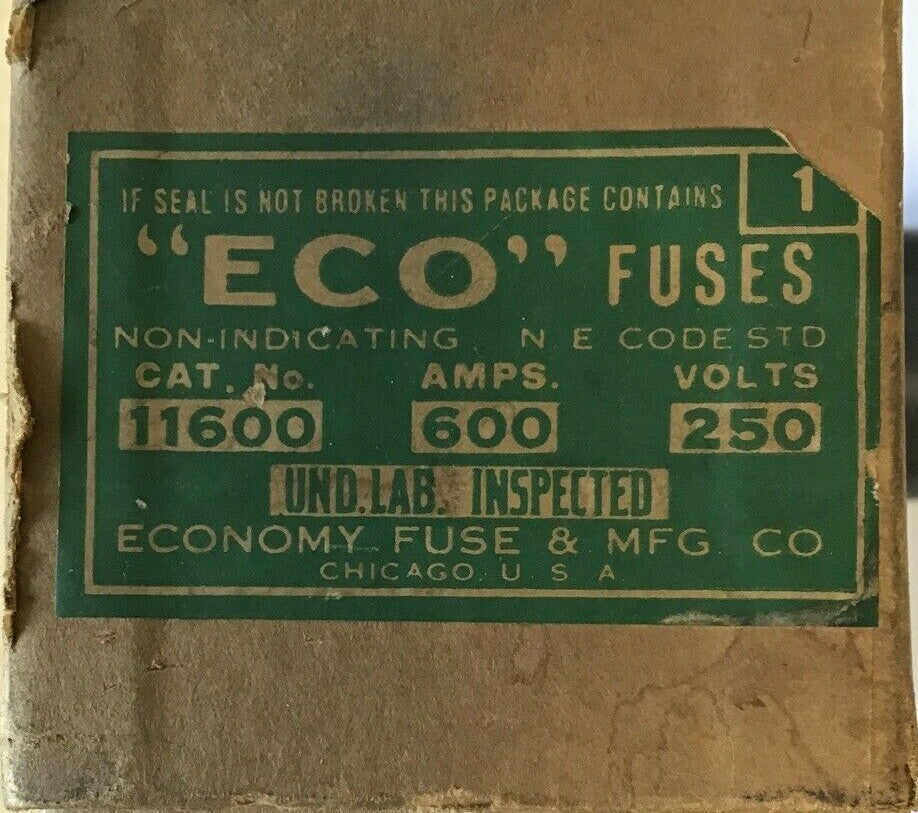 IF SEAL IS NOT BROKEN THIS PACKAGE CONTAINS 1
“ECO” FUSES
NON-INDICATING N E CODE STD
CAT. No. AMPS. VOLTS
11600 600 250
UND. LAB. INSPECTED
ECONOMY FUSE & MFG CO
CHICAGO. U. S. A